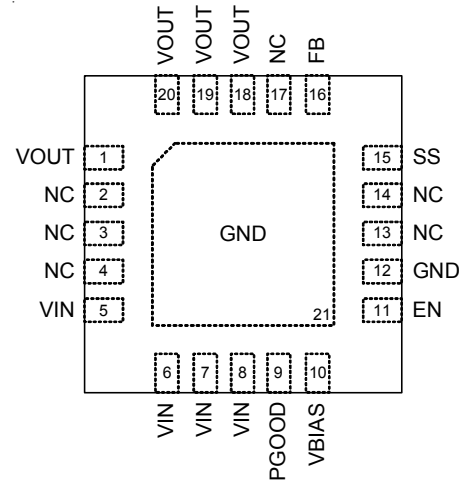 VOUT
VOUT
VOUT
NC
FB
20
19
18
17
16
VOUT 1
NC 2
NC 3
NC 4
VIN 5
15 SS
14 NC
13 NC
12 GND
11 EN
GND
21
6
7
8
9
10
VIN
VIN
VIN
PGOOD
VBIAS